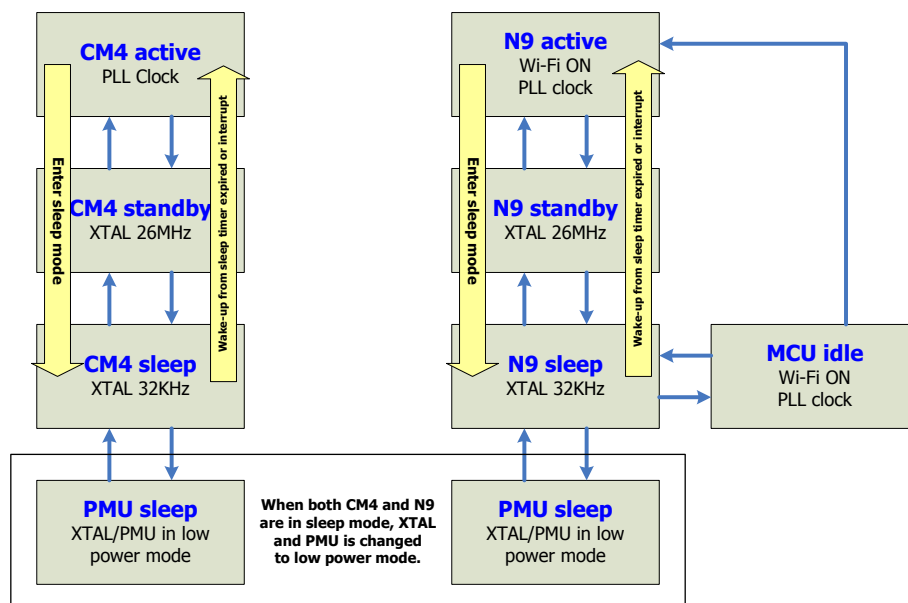 CM4 active
PLL Clock
Enter sleep mode
Wake-up from sleep timer expired or interrupt
CM4 standby
XTAL 26MHz
CM4 sleep
XTAL 32KHz
PMU sleep
XTAL/PMU in low
power mode
When both CM4 and N9
are in sleep mode, XTAL
and PMU is changed
to low power mode.
N9 active
Wi-Fi ON
PLL clock
Enter sleep mode
Wake-up from sleep timer expired or interrupt
N9 standby
XTAL 26MHz
N9 sleep
XTAL 32KHz
MCU idle
Wi-Fi ON
PLL clock
PMU sleep
XTAL/PMU in low
power mode